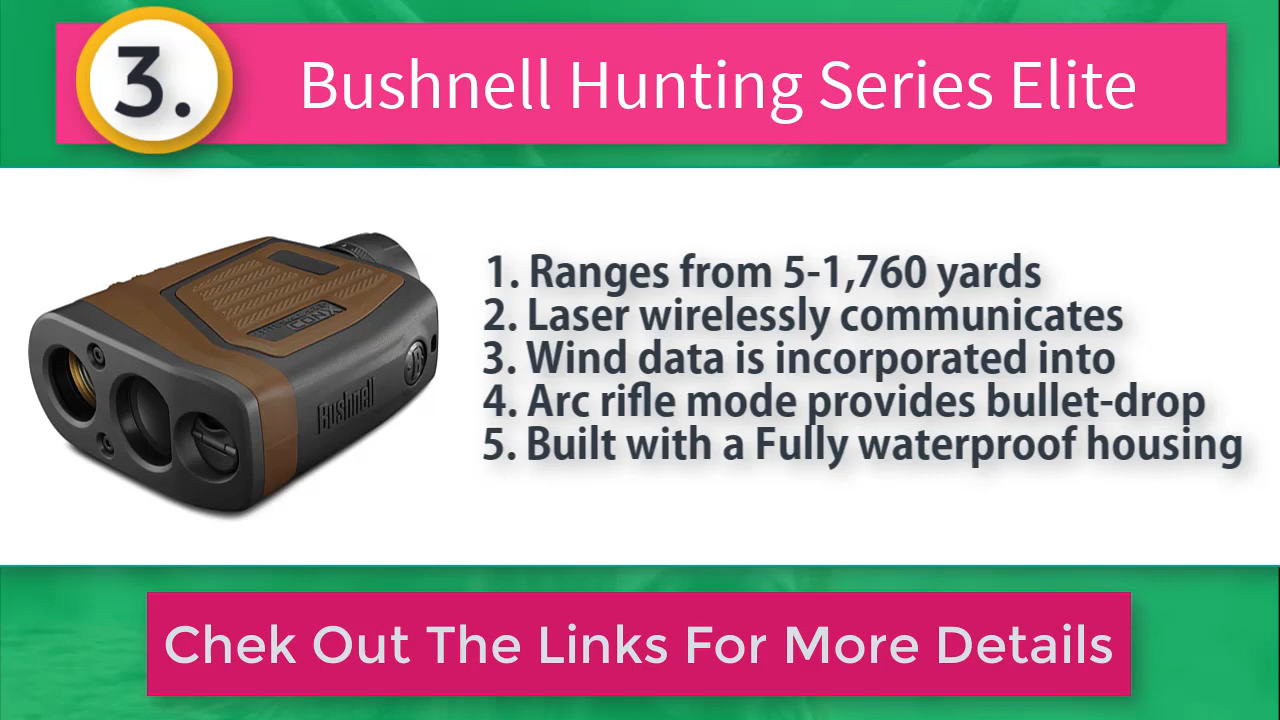 3.
Bushnell Hunting Series Elite
CONX
Bushnell
B
1. Ranges from 5-1,760 yards
2. Laser wirelessly communicates
3. Wind data is incorporated into
4. Arc rifle mode provides bullet-drop
5. Built with a Fully waterproof housing
Chek Out The Links For More Details